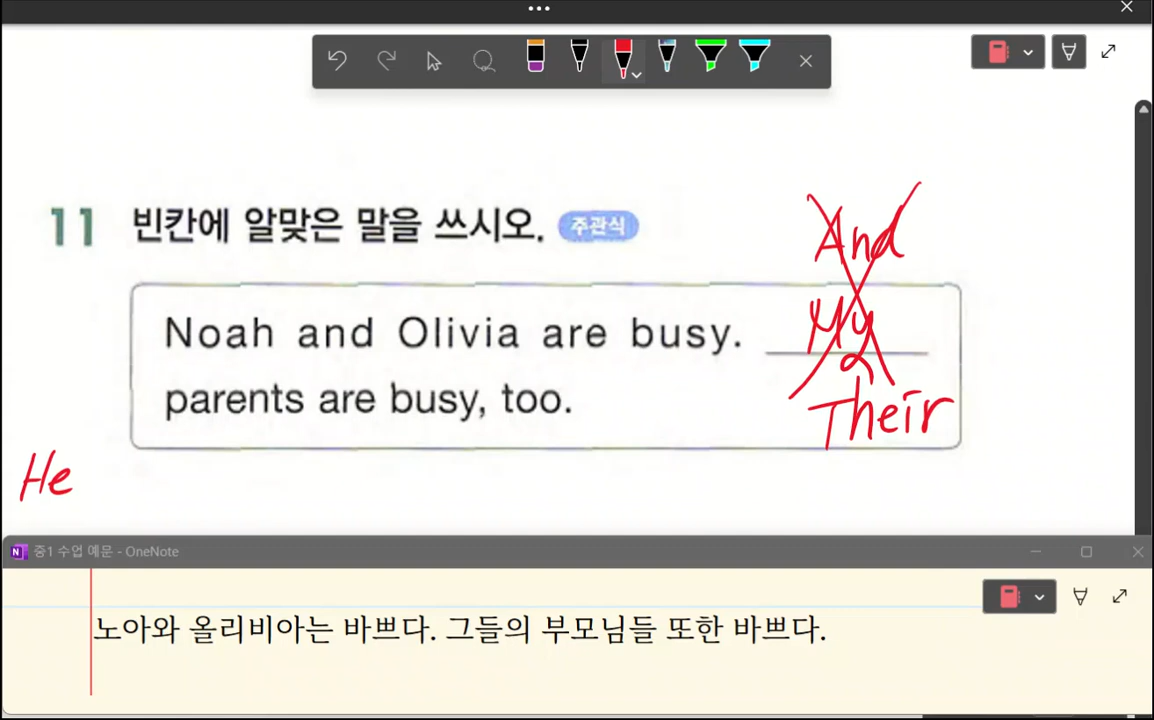 11 빈칸에 알맞은 말을 쓰시오. 주관식
And
Noah and Olivia are busy. My
parents are busy, too.
Their
He
중1 수업 예문 - OneNote
노아와 올리비아는 바쁘다. 그들의 부모님들 또한 바쁘다.